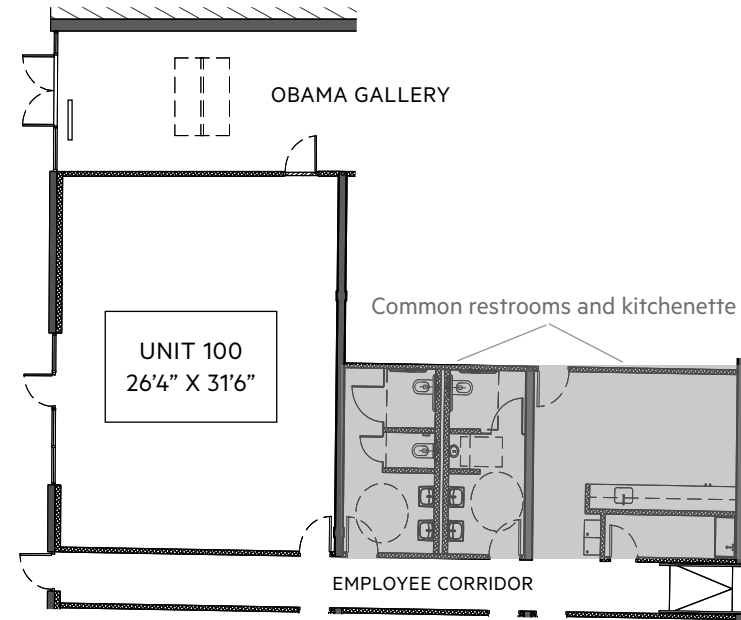 OBAMA GALLERY
Common restrooms and kitchenette
UNIT 100
26’4” X 31’6”
EMPLOYEE CORRIDOR